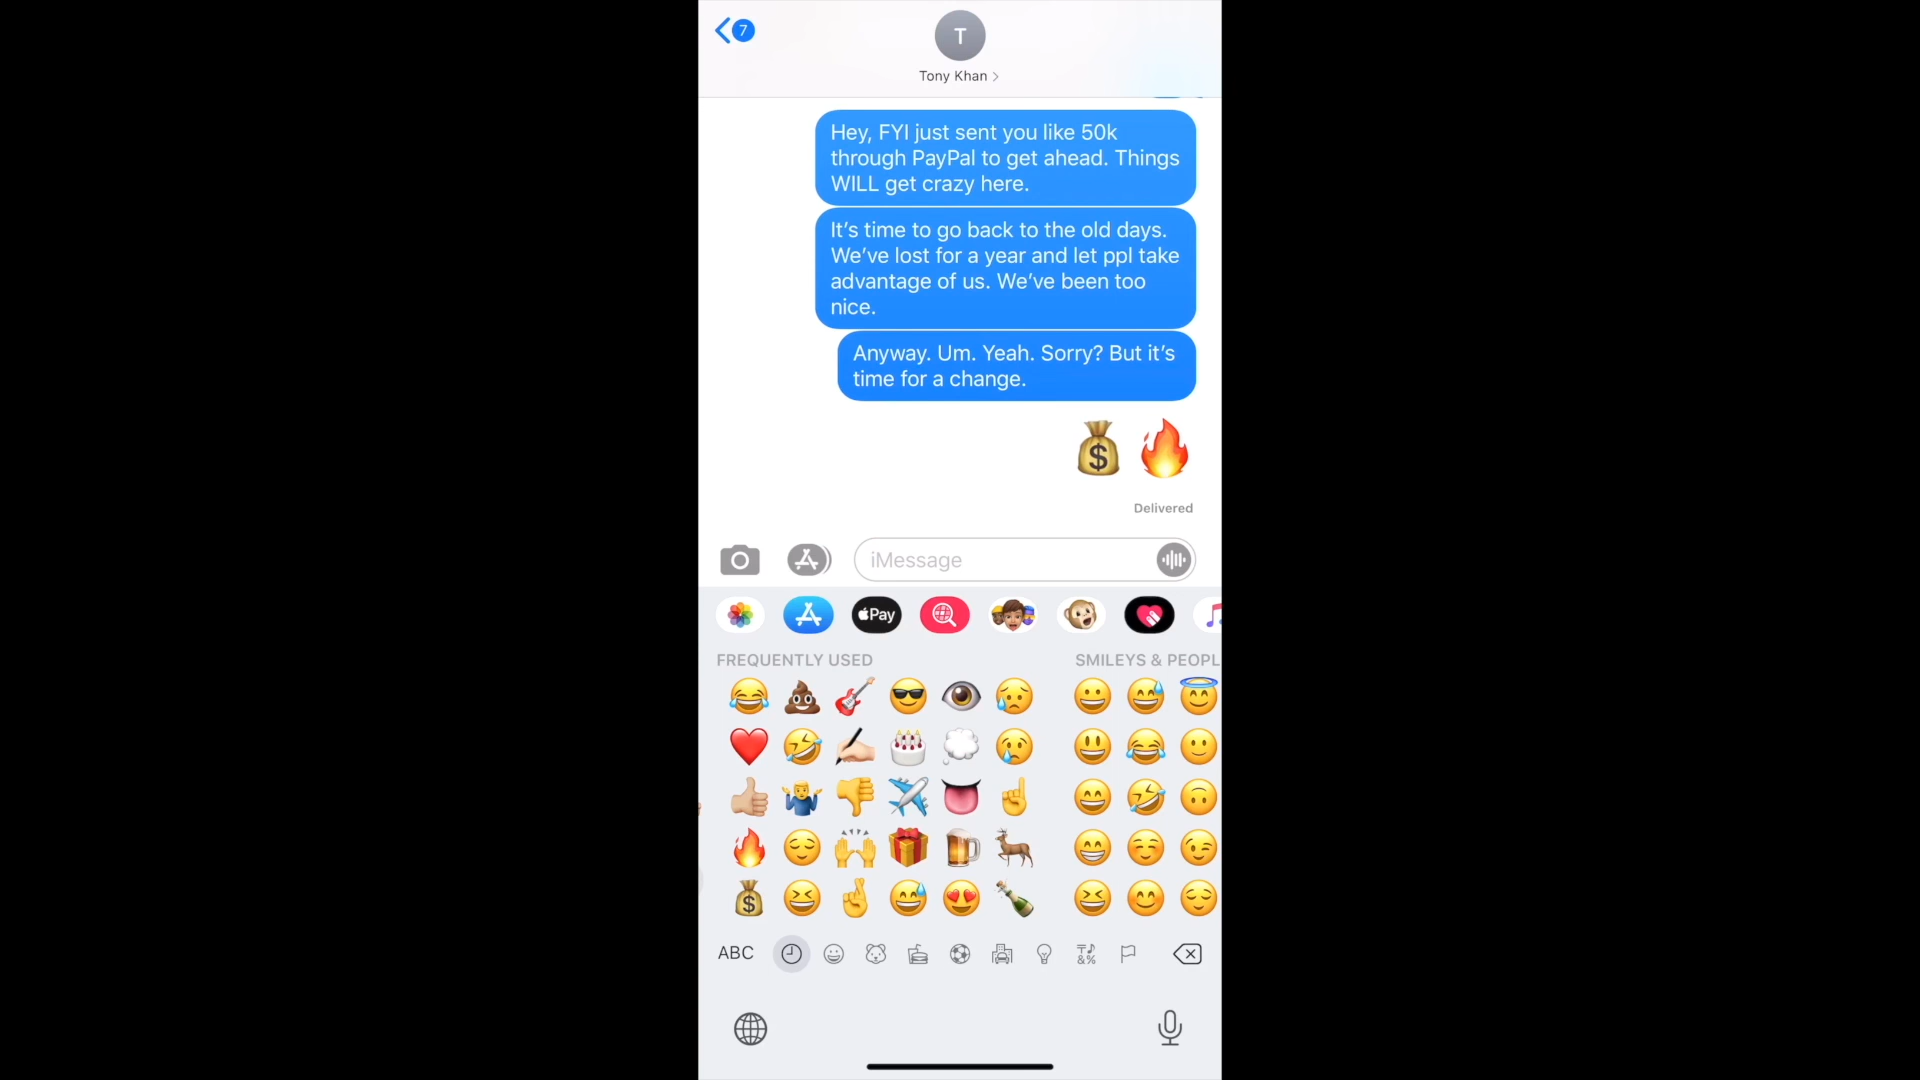 7
T
Tony Khan
Hey, FYI just sent you like 50k
through PayPal to get ahead. Things
WILL get crazy here.
It's time to go back to the old days.
We've lost for a year and let ppl take
advantage of us. We've been too
nice.
Anyway. Um. Yeah. Sorry? But it's
time for a change.
$
Delivered
iMessage
Pay
FREQUENTLY USED
SMILEYS & PEOPL
$
ABC
&%